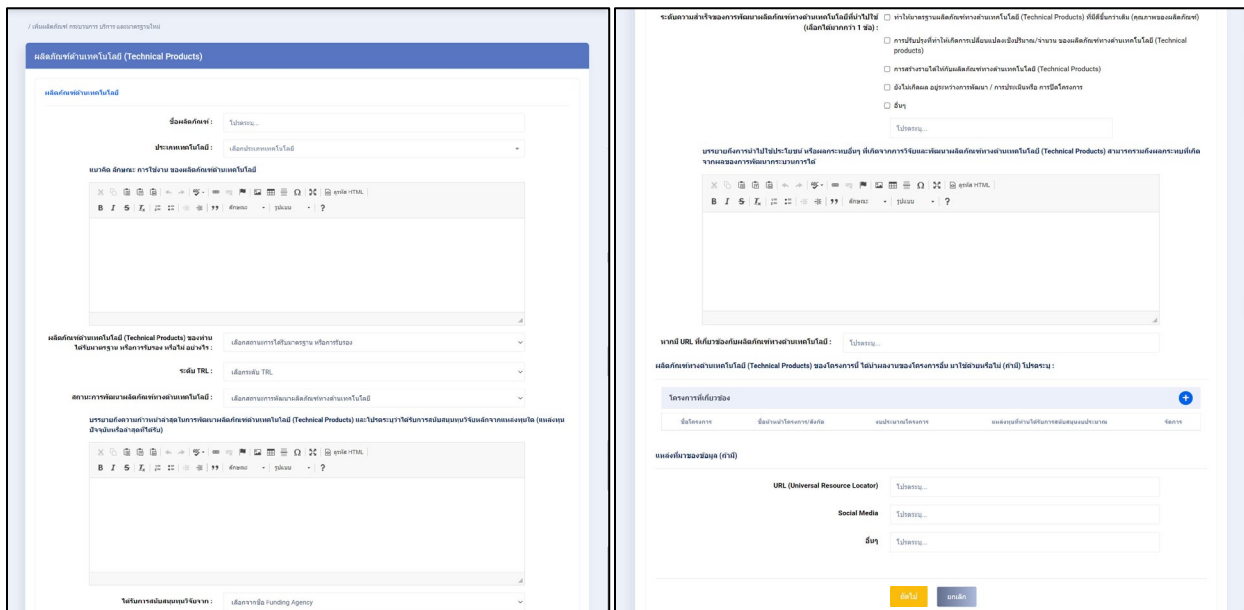 / เพิ่มผลิตภัณฑ์ กระบวนการ บริการ และมาตรฐานใหม่
ผลิตภัณฑ์ด้านเทคโนโลยี (Technical Products)
ผลิตภัณฑ์ด้านเทคโนโลยี
ชื่อผลิตภัณฑ์ :
โปรดระบุ...
ประเภทเทคโนโลยี :
เลือกประเภทเทคโนโลยี
แนวคิด ลักษณะ การใช้งาน ของผลิตภัณฑ์ด้านเทคโนโลยี
ดูรหัส HTML
B I S Ix ลักษณะ รูปแบบ ?
ผลิตภัณฑ์ด้านเทคโนโลยี (Technical Products) ของท่าน
ได้รับมาตรฐาน หรือการรับรอง หรือไม่ อย่างไร :
เลือกสถานะการได้รับมาตรฐาน หรือการรับรอง
ระดับ TRL :
เลือกระดับ TRL
สถานะการพัฒนาผลิตภัณฑ์ทางด้านเทคโนโลยี :
เลือกสถานะการพัฒนาผลิตภัณฑ์ทางด้านเทคโนโลยี
บรรยายถึงความก้าวหน้าล่าสุดในการพัฒนาผลิตภัณฑ์ด้านเทคโนโลยี (Technical Products) และโปรดระบุว่าได้รับการสนับสนุนทุนวิจัยหลักจากแหล่งทุนใด (แหล่งทุน
ปัจจุบันหรือล่าสุดที่ได้รับ)
ดูรหัส HTML
B I S Ix ลักษณะ รูปแบบ ?
ได้รับการสนับสนุนทุนวิจัยจาก :
เลือกจากชื่อ Funding Agency
ระดับความสำเร็จของการพัฒนาผลิตภัณฑ์ทางด้านเทคโนโลยีที่นำไปใช้
(เลือกได้มากกว่า 1 ข้อ) :
ทำให้มาตรฐานผลิตภัณฑ์ทางด้านเทคโนโลยี (Technical Products) ที่มีดีขึ้นกว่าเดิม (คุณภาพของผลิตภัณฑ์)
การปรับปรุงที่ทำให้เกิดการเปลี่ยนแปลงเชิงปริมาณ/จำนวน ของผลิตภัณฑ์ทางด้านเทคโนโลยี (Technical
products)
การสร้างรายได้ให้กับผลิตภัณฑ์ทางด้านเทคโนโลยี (Technical Products)
ยังไม่เกิดผล อยู่ระหว่างการพัฒนา / การประเมินหรือ การปิดโครงการ
อื่นๆ
โปรดระบุ...
บรรยายถึงการนำไปใช้ประโยชน์ หรือผลกระทบอื่นๆ ที่เกิดจากการวิจัยและพัฒนาผลิตภัณฑ์ทางด้านเทคโนโลยี (Technical Products) สามารถรวมถึงผลกระทบที่เกิด
จากผลของการพัฒนากระบวนการได้
ดูรหัส HTML
B I S Ix ลักษณะ รูปแบบ ?
หากมี URL ที่เกี่ยวข้องกับผลิตภัณฑ์ทางด้านเทคโนโลยี :
โปรดระบุ...
ผลิตภัณฑ์ทางด้านเทคโนโลยี (Technical Products) ของโครงการนี้ ได้นำผลงานของโครงการอื่น มาใช้ด้วยหรือไม่ (ถ้ามี) โปรดระบุ :
โครงการที่เกี่ยวข้อง
ชื่อโครงการ ชื่อหัวหน้าโครงการ/สังกัด งบประมาณโครงการ แหล่งทุนที่ท่านได้รับการสนับสนุนงบประมาณ จัดการ
แหล่งที่มาของข้อมูล (ถ้ามี)
URL (Universal Resource Locator)
โปรดระบุ...
Social Media
โปรดระบุ...
อื่นๆ
โปรดระบุ...
ถัดไป ยกเลิก